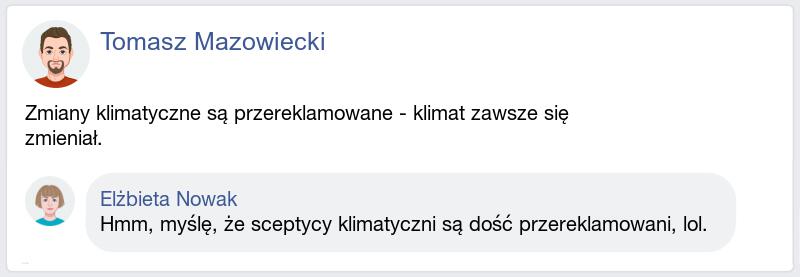 Tomasz Mazowiecki
Zmiany klimatyczne są przereklamowane - klimat zawsze się
zmieniał.
Elżbieta Nowak
Hmm, myślę, że sceptycy klimatyczni są dość przereklamowani, lol.